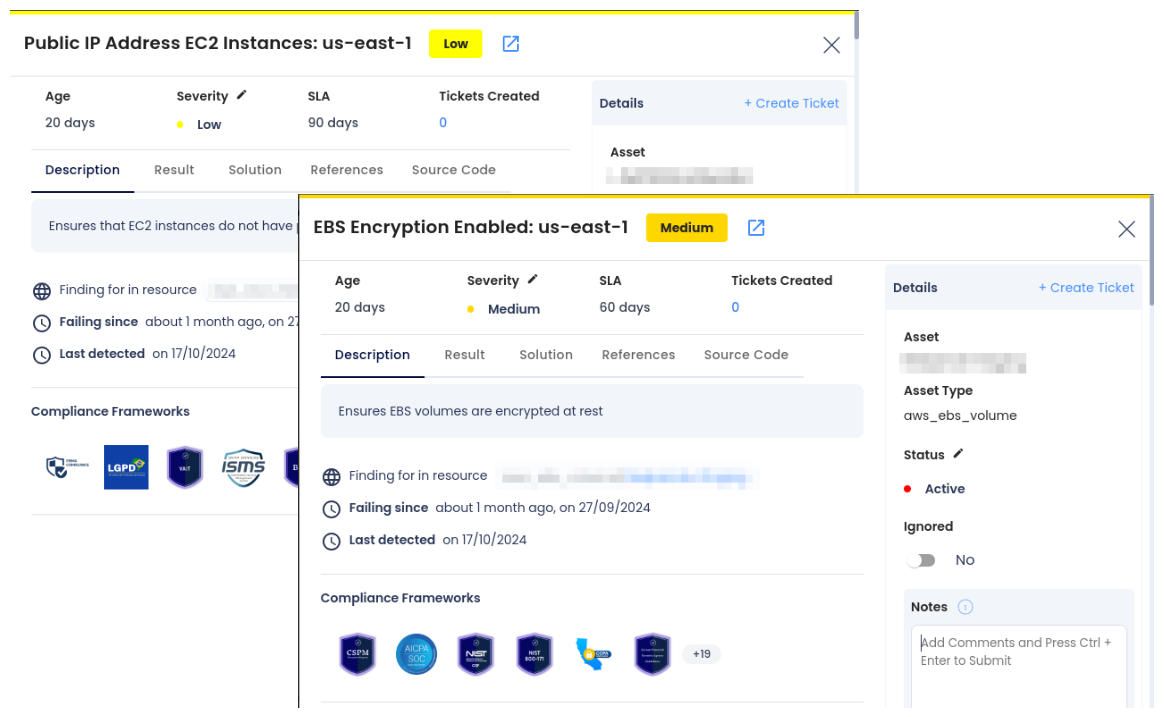 Public IP Address EC2 Instances: us-east-1 Low
Age Severity SLA Tickets Created
20 days Low 90 days 0
Description Result Solution References Source Code
Details + Create Ticket
Asset
Ensures that EC2 instances do not have
Finding for in resource
Failing since about 1 month ago, on 27
Last detected on 17/10/2024
Compliance Frameworks
LGPD VAIT ISMS
EBS Encryption Enabled: us-east-1 Medium
Age Severity SLA Tickets Created
20 days Medium 60 days 0
Description Result Solution References Source Code
Ensures EBS volumes are encrypted at rest
Finding for in resource
Failing since about 1 month ago, on 27/09/2024
Last detected on 17/10/2024
Compliance Frameworks
CSPM AICPA SOC NIST CSF NIST 800-171 CCPA +19
Details + Create Ticket
Asset
Asset Type
aws_ebs_volume
Status
Active
Ignored
No
Notes
Add Comments and Press Ctrl +
Enter to Submit